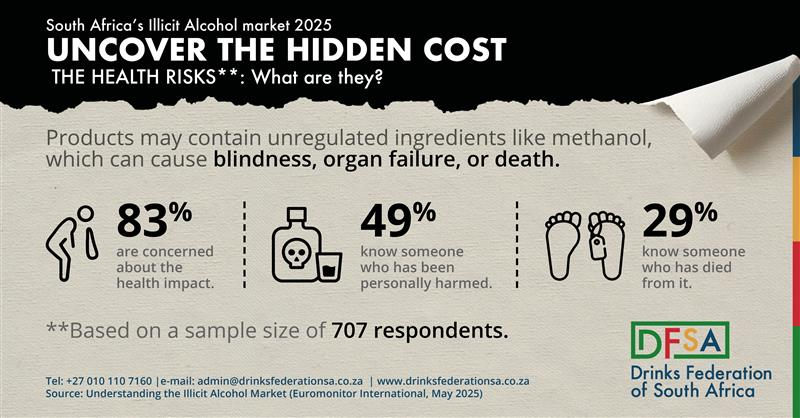 South Africa's Illicit Alcohol market 2025
UNCOVER THE HIDDEN COST
THE HEALTH RISKS**: What are they?
Products may contain unregulated ingredients like methanol,
which can cause blindness, organ failure, or death.
83%
are concerned
about the
health impact.
49%
know someone
who has been
personally harmed.
29%
know someone
who has died
from it.
**Based on a sample size of 707 respondents.
DFSA
Drinks Federation
of South Africa
Tel: +27 010 110 7160 |e-mail: admin@drinksfederationsa.co.za | www.drinksfederationsa.co.za
Source: Understanding the Illicit Alcohol Market (Euromonitor International, May 2025)